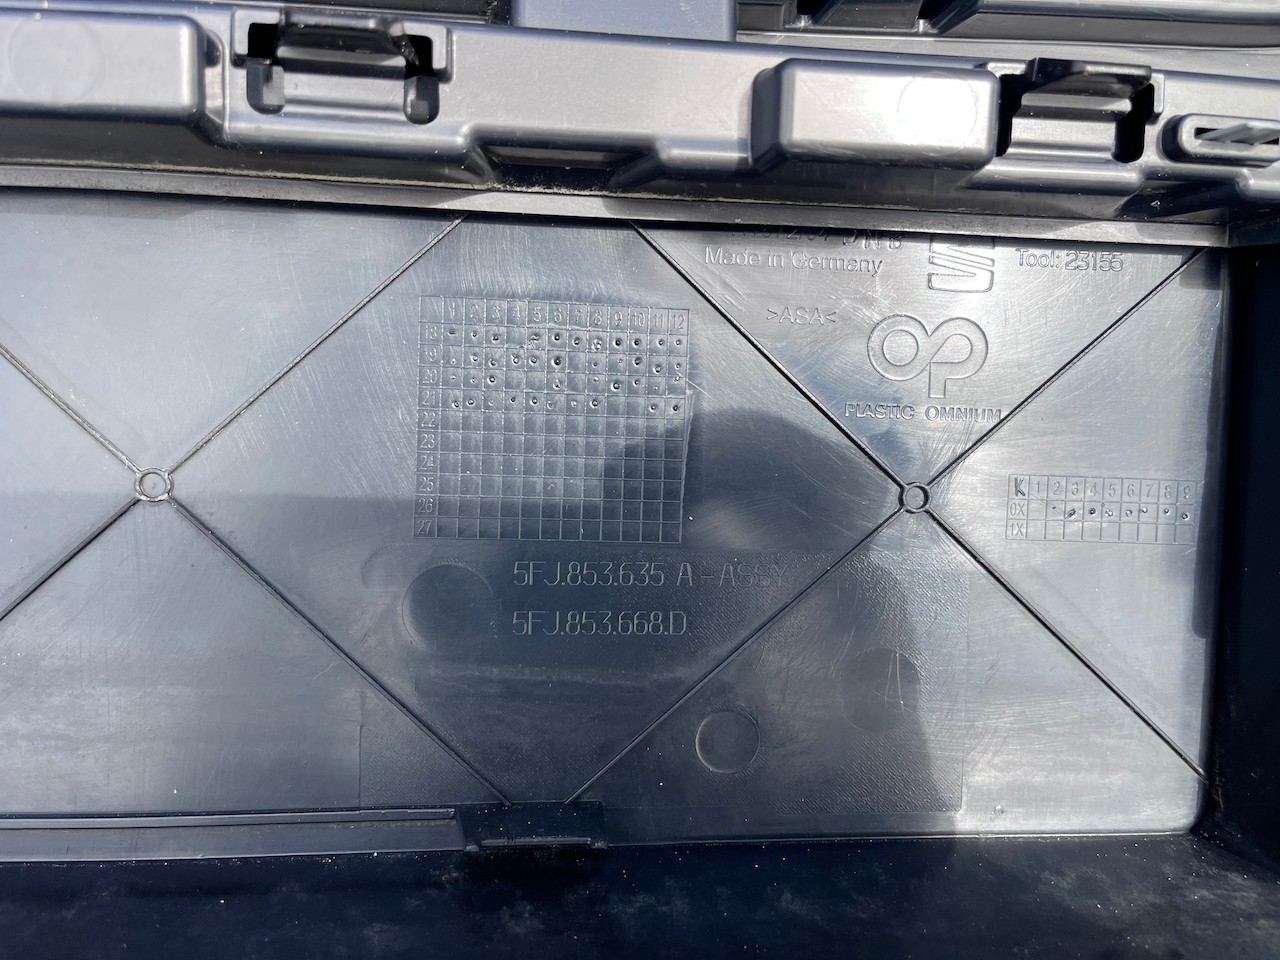 Made in Germany
Tool: 23155
>ASA<
PLASTIC OMNIUM
1 2 3 4 5 6 7 8 9 10 11 12
18
19
20
21
22
23
24
25
26
27
K 1 2 3 4 5 6 7 8 9
0X
1X
5FJ.853.635 A-ASSY
5FJ.853.668.D